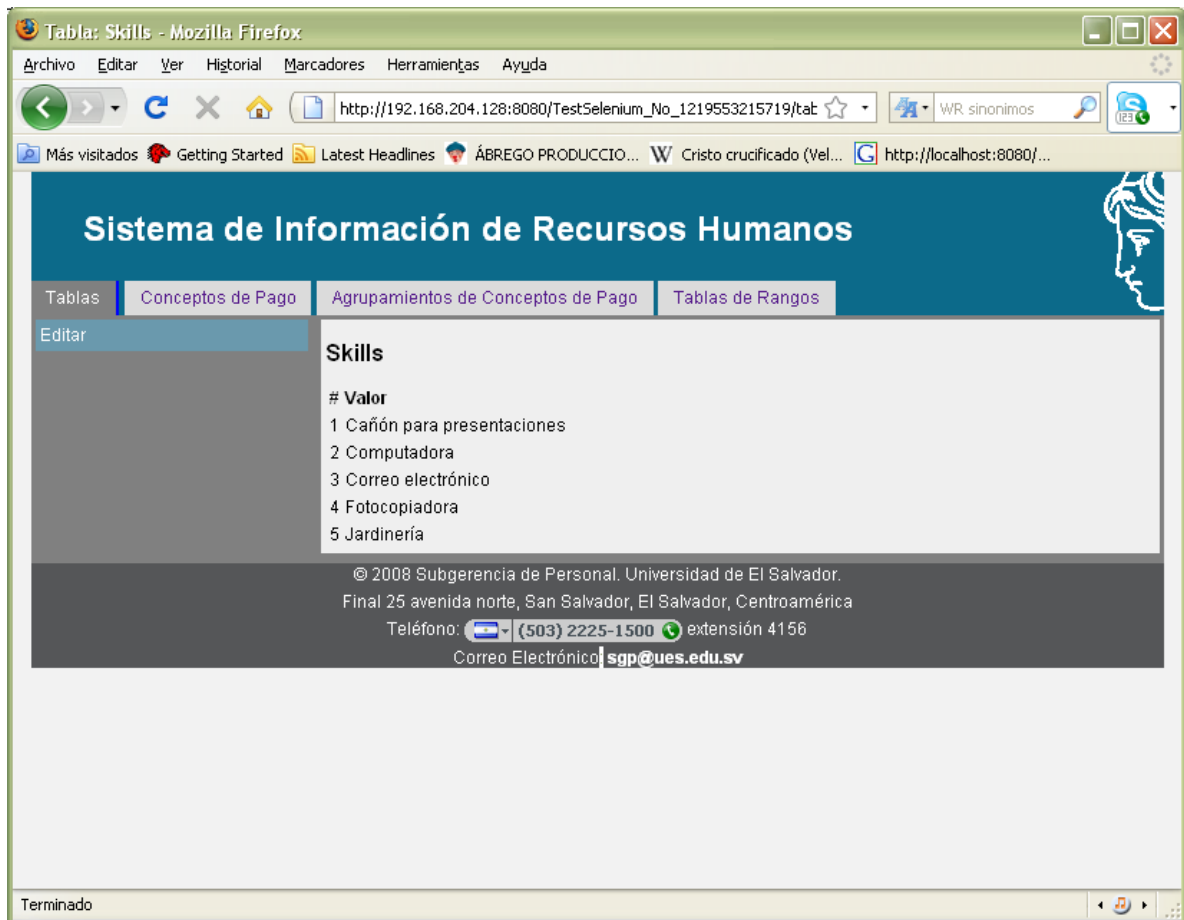 Tabla: Skills - Mozilla Firefox
Archivo Editar Ver Historial Marcadores Herramientas Ayuda
http://192.168.204.128:8080/TestSelenium_No_1219553215719/tab WR sinonimos
Más visitados Getting Started Latest Headlines ÁBREGO PRODUCCIO... W Cristo crucificado (Vel... G http://localhost:8080/...
Sistema de Información de Recursos Humanos
Tablas Conceptos de Pago Agrupamientos de Conceptos de Pago Tablas de Rangos
Editar
Skills
# Valor
1 Cañón para presentaciones
2 Computadora
3 Correo electrónico
4 Fotocopiadora
5 Jardinería
© 2008 Subgerencia de Personal. Universidad de El Salvador.
Final 25 avenida norte, San Salvador, El Salvador, Centroamérica
Teléfono: (503) 2225-1500 extensión 4156
Correo Electrónico: sgp@ues.edu.sv
Terminado